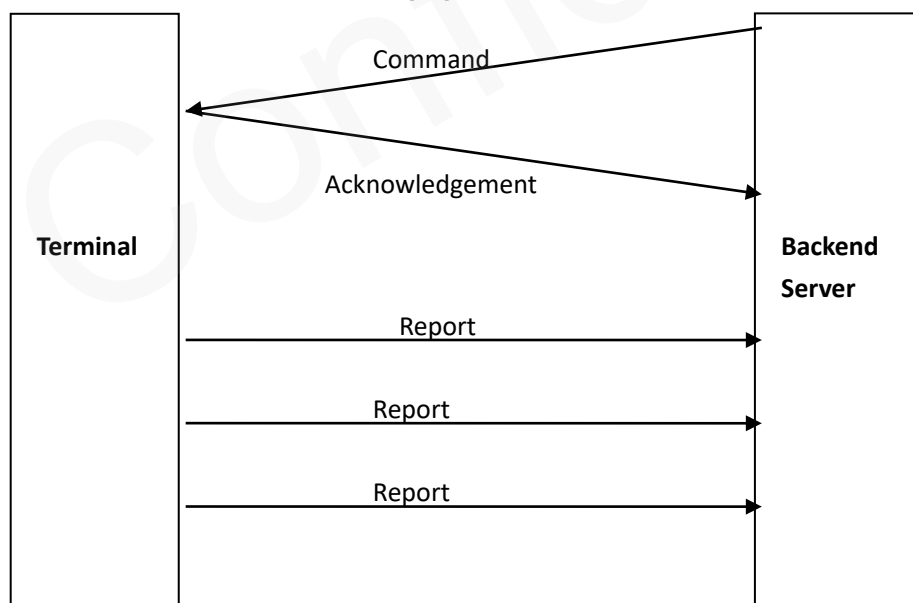 Command
Acknowledgement
Terminal
Backend
Server
Report
Report
Report